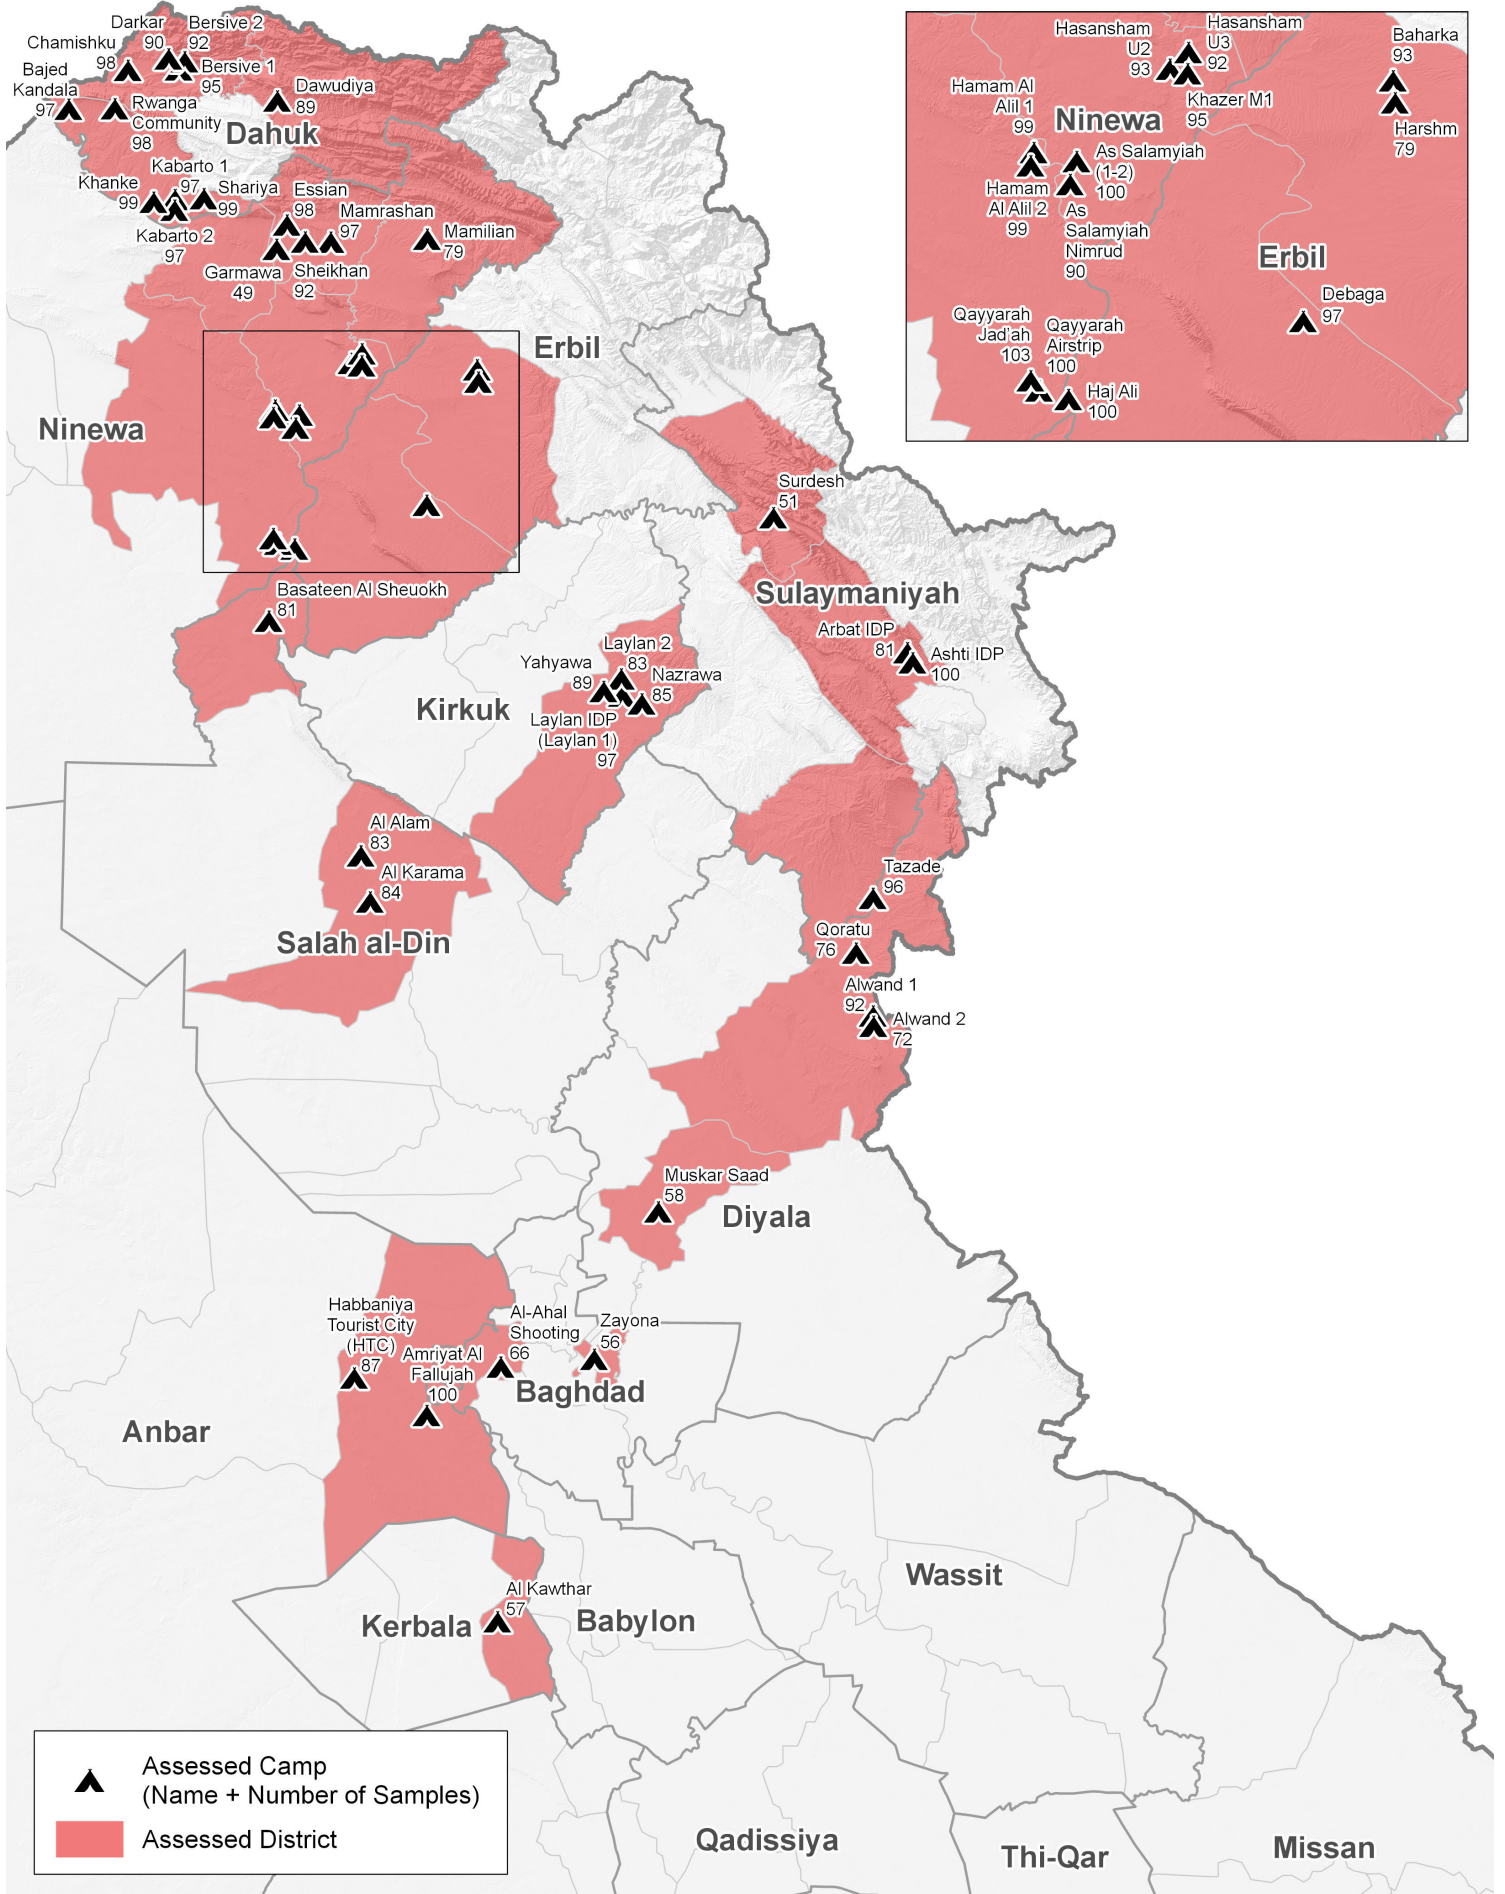 Darkar
90
Bersive 2
92
Chamishku
98
Bersive 1
95
Bajed
Kandala
97
Rwanga
Community
98
Dawudiya
89
Dahuk
Kabarto 1
97
Khanke
99
Shariya
99
Kabarto 2
97
Essian
98
Mamrashan
97
Mamilian
79
Garmawa
49
Sheikhan
92
Erbil
Ninewa
Basateen Al Sheuokh
81
Surdesh
51
Sulaymaniyah
Arbat IDP
81
Ashti IDP
100
Laylan 2
83
Yahyawa
89
Nazrawa
85
Laylan IDP
(Laylan 1)
97
Kirkuk
Al Alam
83
Al Karama
84
Salah al-Din
Tazade
96
Qoratu
76
Alwand 1
92
Alwand 2
72
Muskar Saad
58
Diyala
Habbaniya
Tourist City
(HTC)
87
Amriyat Al
Fallujah
100
Al-Ahal
Shooting
66
Zayona
56
Baghdad
Anbar
Al Kawthar
57
Kerbala
Babylon
Wassit
Qadissiya
Thi-Qar
Missan
Hasansham
U2
93
Hasansham
U3
92
Khazer M1
95
Baharka
93
Harshm
79
Hamam Al
Alil 1
99
Ninewa
As Salamyiah
(1-2)
100
Hamam
Al Alil 2
99
As
Salamyiah
Nimrud
90
Erbil
Debaga
97
Qayyarah
Jad'ah
103
Qayyarah
Airstrip
100
Haj Ali
100
Assessed Camp
(Name + Number of Samples)
Assessed District